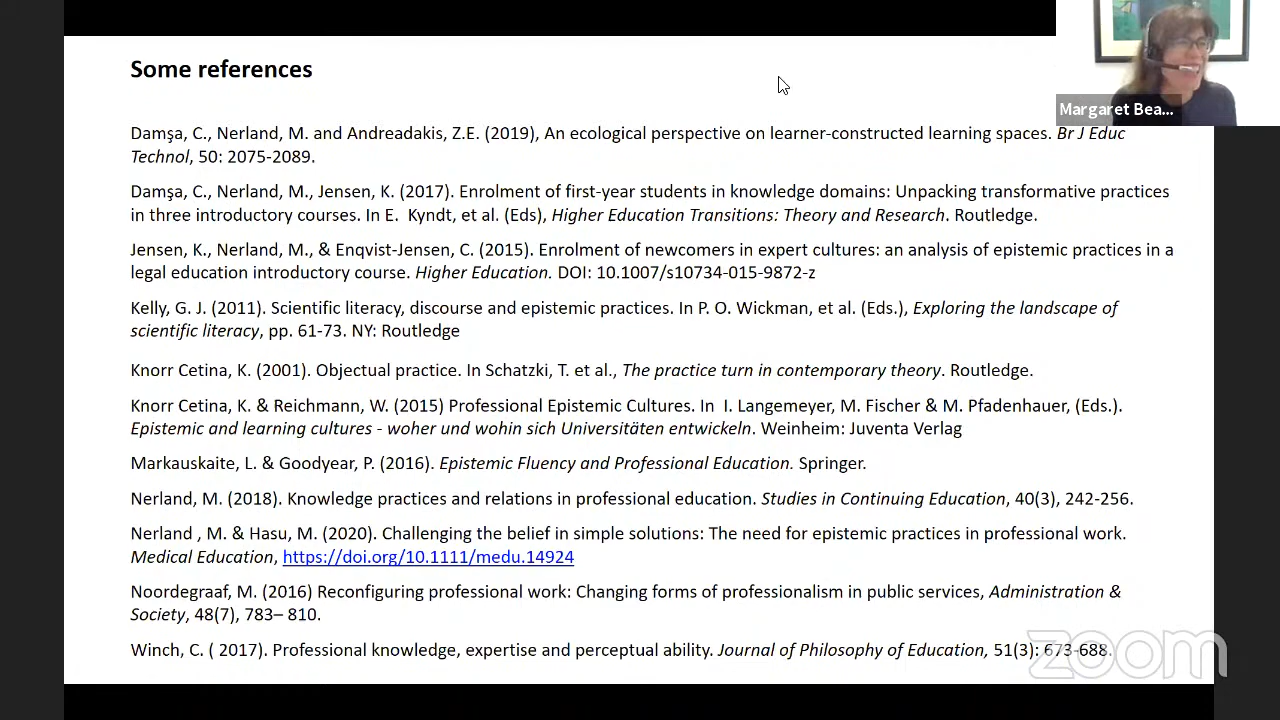 Some references
Margaret Bea...
Damşa, C., Nerland, M. and Andreadakis, Z.E. (2019), An ecological perspective on learner-constructed learning spaces. Br J Educ
Technol, 50: 2075-2089.
Damşa, C., Nerland, M., Jensen, K. (2017). Enrolment of first-year students in knowledge domains: Unpacking transformative practices
in three introductory courses. In E. Kyndt, et al. (Eds), Higher Education Transitions: Theory and Research. Routledge.
Jensen, K., Nerland, M., & Enqvist-Jensen, C. (2015). Enrolment of newcomers in expert cultures: an analysis of epistemic practices in a
legal education introductory course. Higher Education. DOI: 10.1007/s10734-015-9872-z
Kelly, G. J. (2011). Scientific literacy, discourse and epistemic practices. In P. O. Wickman, et al. (Eds.), Exploring the landscape of
scientific literacy, pp. 61-73. NY: Routledge
Knorr Cetina, K. (2001). Objectual practice. In Schatzki, T. et al., The practice turn in contemporary theory. Routledge.
Knorr Cetina, K. & Reichmann, W. (2015) Professional Epistemic Cultures. In I. Langemeyer, M. Fischer & M. Pfadenhauer, (Eds.).
Epistemic and learning cultures - woher und wohin sich Universitäten entwickeln. Weinheim: Juventa Verlag
Markauskaite, L. & Goodyear, P. (2016). Epistemic Fluency and Professional Education. Springer.
Nerland, M. (2018). Knowledge practices and relations in professional education. Studies in Continuing Education, 40(3), 242-256.
Nerland , M. & Hasu, M. (2020). Challenging the belief in simple solutions: The need for epistemic practices in professional work.
Medical Education, https://doi.org/10.1111/medu.14924
Noordegraaf, M. (2016) Reconfiguring professional work: Changing forms of professionalism in public services, Administration &
Society, 48(7), 783– 810.
Winch, C. ( 2017). Professional knowledge, expertise and perceptual ability. Journal of Philosophy of Education, 51(3): 673-688.
zoom